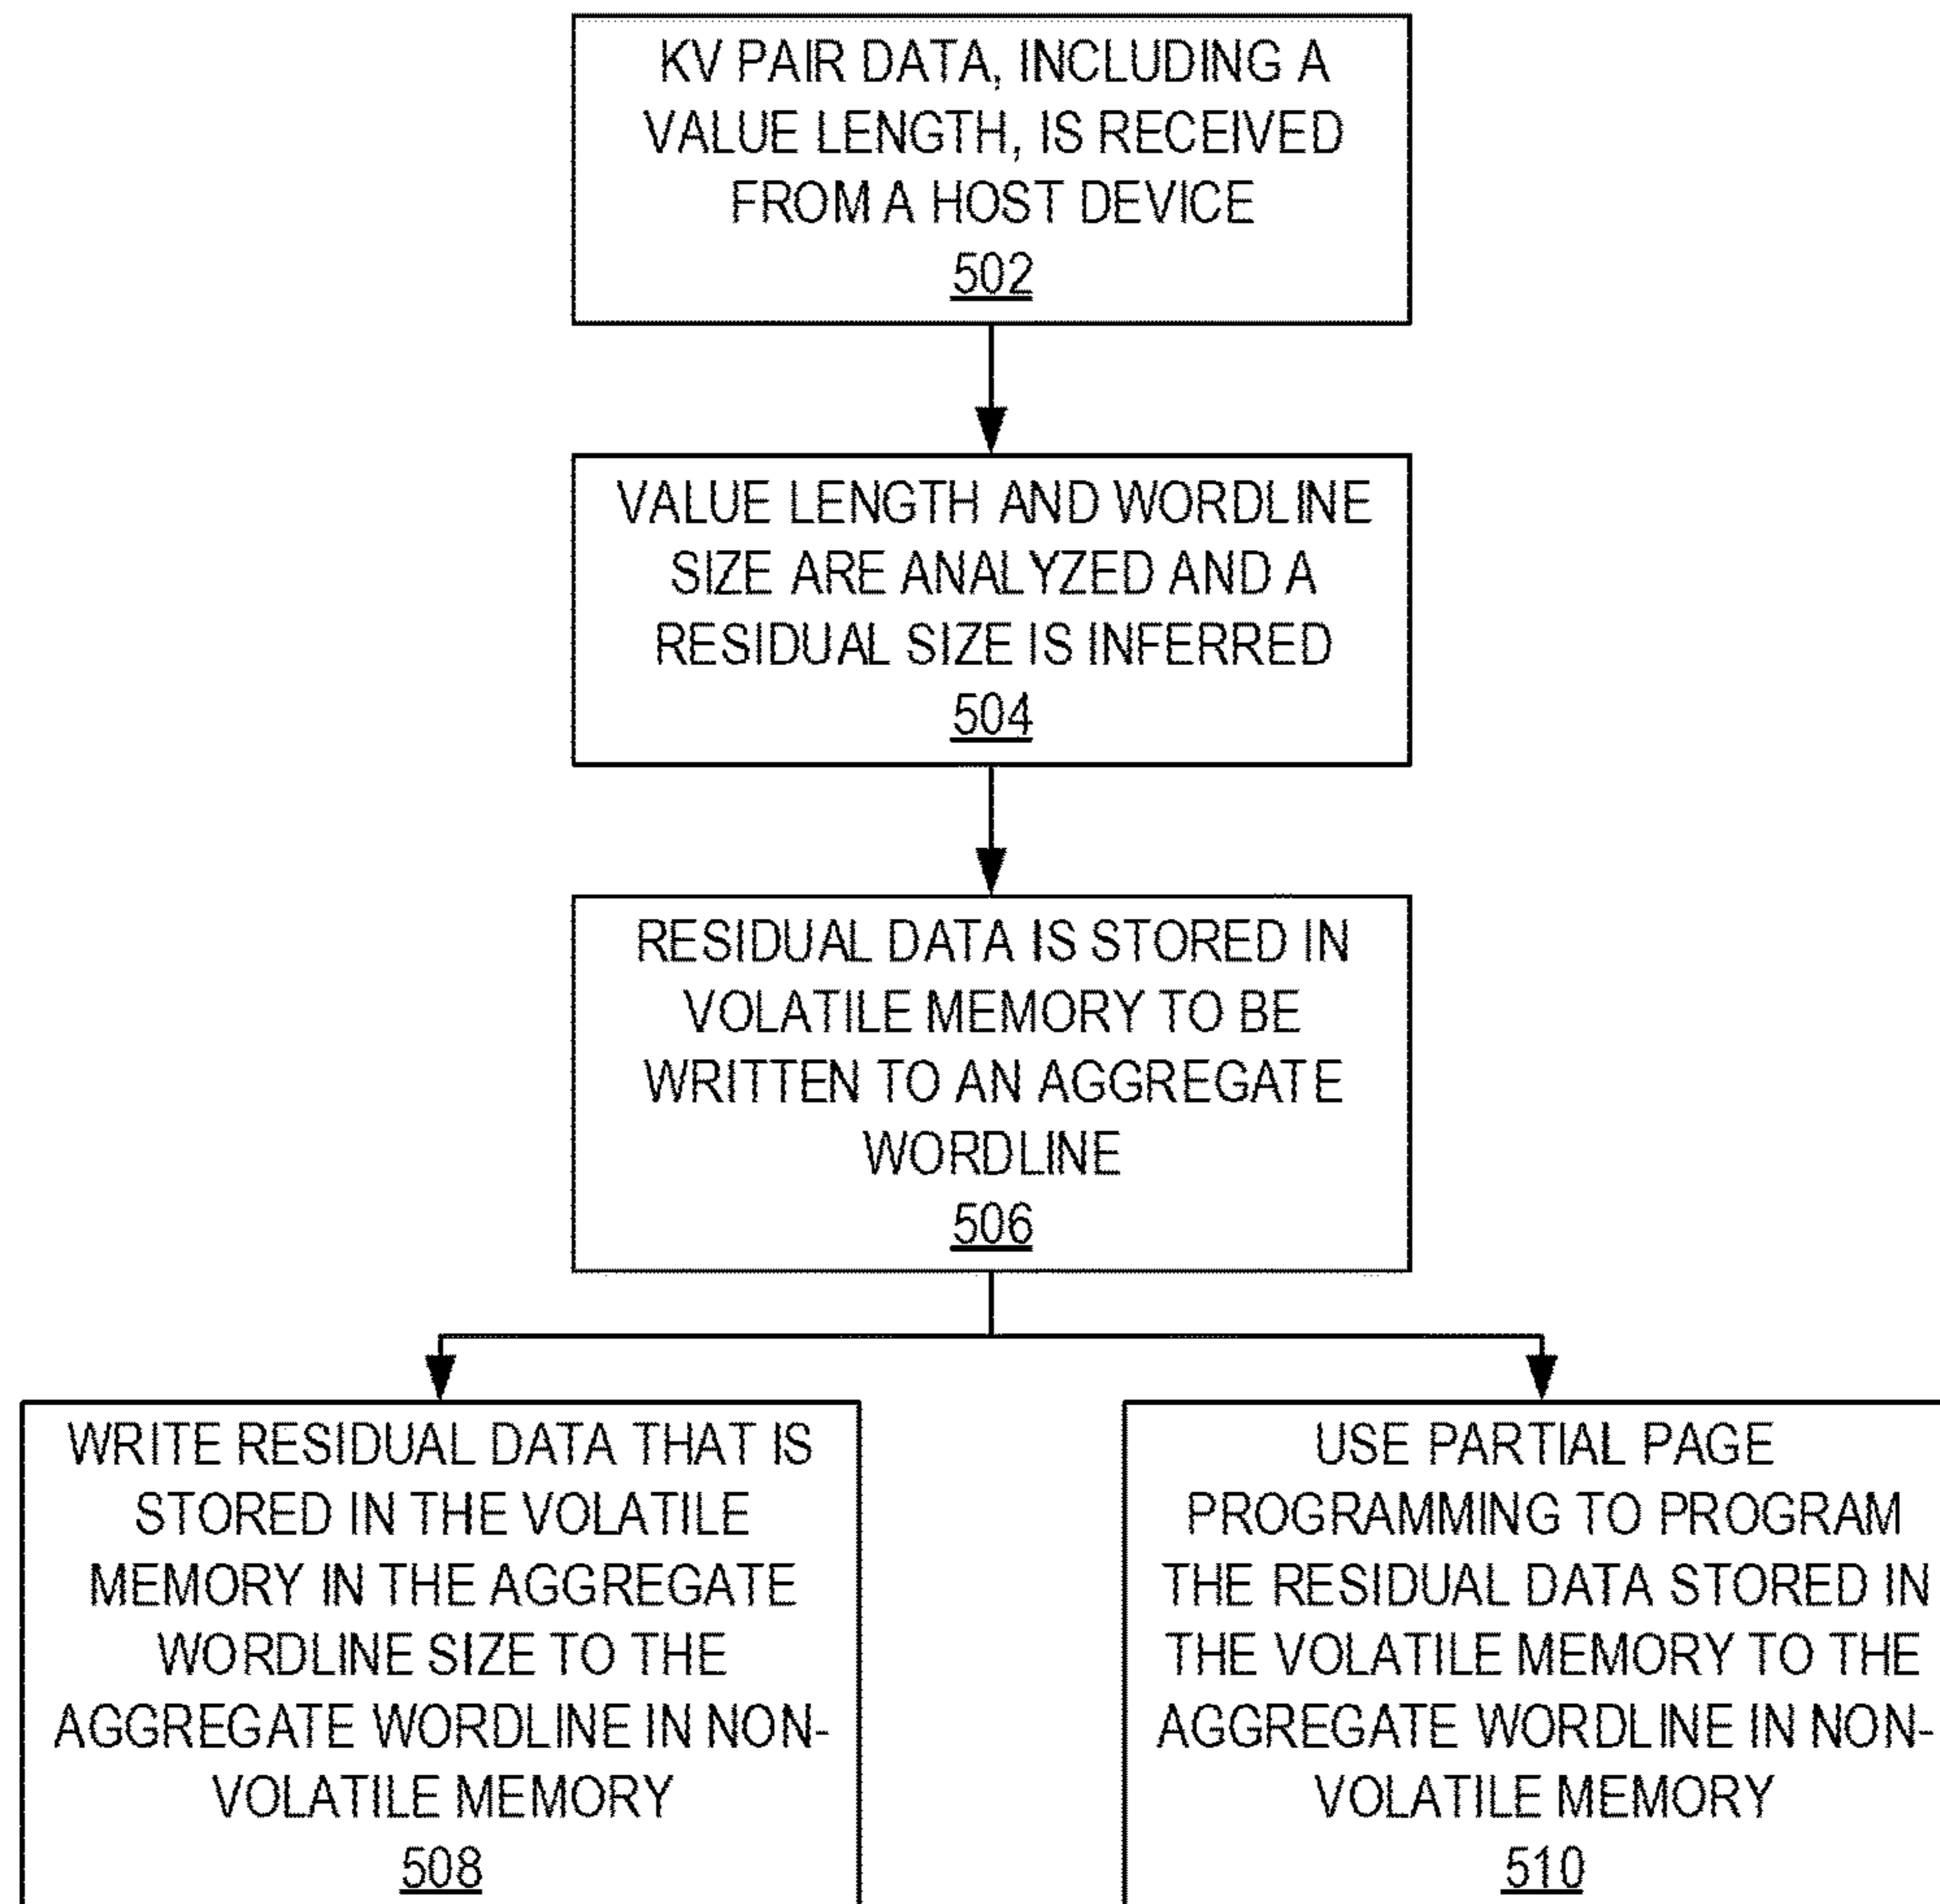 KV PAIR DATA, INCLUDING A
VALUE LENGTH, IS RECEIVED
FROM A HOST DEVICE
502
VALUE LENGTH AND WORDLINE
SIZE ARE ANALYZED AND A
RESIDUAL SIZE IS INFERRED
504
RESIDUAL DATA IS STORED IN
VOLATILE MEMORY TO BE
WRITTEN TO AN AGGREGATE
WORDLINE
506
WRITE RESIDUAL DATA THAT IS
STORED IN THE VOLATILE
MEMORY IN THE AGGREGATE
WORDLINE SIZE TO THE
AGGREGATE WORDLINE IN NON-
VOLATILE MEMORY
508
USE PARTIAL PAGE
PROGRAMMING TO PROGRAM
THE RESIDUAL DATA STORED IN
THE VOLATILE MEMORY TO THE
AGGREGATE WORDLINE IN NON-
VOLATILE MEMORY
510